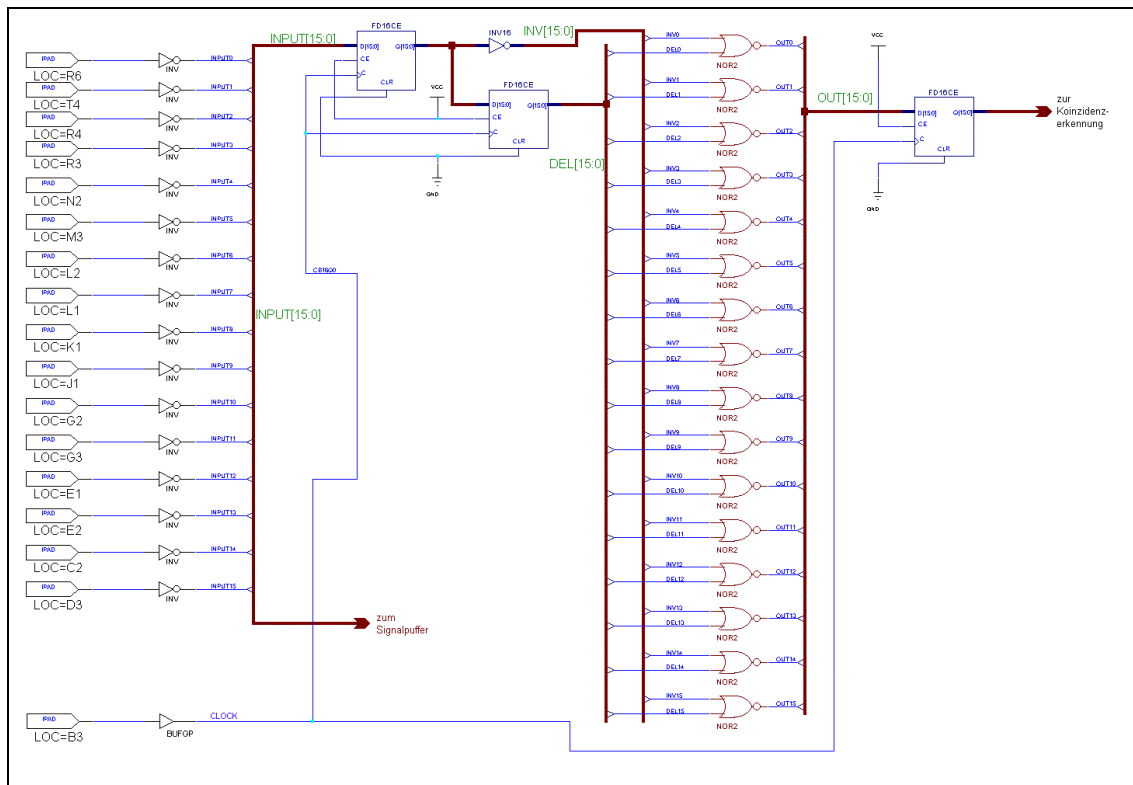 IPAD
LOC=R6
INV
INPUT0
IPAD
LOC=T4
INV
INPUT1
IPAD
LOC=R4
INV
INPUT2
IPAD
LOC=R3
INV
INPUT3
IPAD
LOC=N2
INV
INPUT4
IPAD
LOC=M3
INV
INPUT5
IPAD
LOC=L2
INV
INPUT6
IPAD
LOC=L1
INV
INPUT7
IPAD
LOC=K1
INV
INPUT8
IPAD
LOC=J1
INV
INPUT9
IPAD
LOC=G2
INV
INPUT10
IPAD
LOC=G3
INV
INPUT11
IPAD
LOC=E1
INV
INPUT12
IPAD
LOC=E2
INV
INPUT13
IPAD
LOC=C2
INV
INPUT14
IPAD
LOC=D3
INV
INPUT15
IPAD
LOC=B3
BUFGP
CLOCK
INPUT[15:0]
INPUT[15:0]
zum
Signalpuffer
FD16CE
D[15:0]
Q[15:0]
CE
C
CLR
INV16
INV[15:0]
VCC
FD16CE
D[15:0]
Q[15:0]
CE
C
CLR
GND
DEL[15:0]
INV0
DEL0
NOR2
OUT0
INV1
DEL1
NOR2
OUT1
INV2
DEL2
NOR2
OUT2
INV3
DEL3
NOR2
OUT3
INV4
DEL4
NOR2
OUT4
INV5
DEL5
NOR2
OUT5
INV6
DEL6
NOR2
OUT6
INV7
DEL7
NOR2
OUT7
INV8
DEL8
NOR2
OUT8
INV9
DEL9
NOR2
OUT9
INV10
DEL10
NOR2
OUT10
INV11
DEL11
NOR2
OUT11
INV12
DEL12
NOR2
OUT12
INV13
DEL13
NOR2
OUT13
INV14
DEL14
NOR2
OUT14
INV15
DEL15
NOR2
OUT15
OUT[15:0]
VCC
FD16CE
D[15:0]
Q[15:0]
CE
C
CLR
GND
zur
Koinzidenz-
erkennung